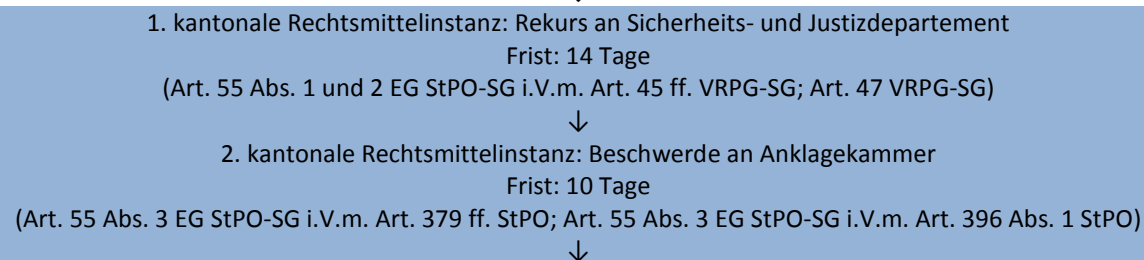 1. kantonale Rechtsmittelinstanz: Rekurs an Sicherheits- und Justizdepartement
Frist: 14 Tage
(Art. 55 Abs. 1 und 2 EG StPO-SG i.V.m. Art. 45 ff. VRPG-SG; Art. 47 VRPG-SG)
↓
2. kantonale Rechtsmittelinstanz: Beschwerde an Anklagekammer
Frist: 10 Tage
(Art. 55 Abs. 3 EG StPO-SG i.V.m. Art. 379 ff. StPO; Art. 55 Abs. 3 EG StPO-SG i.V.m. Art. 396 Abs. 1 StPO)
↓